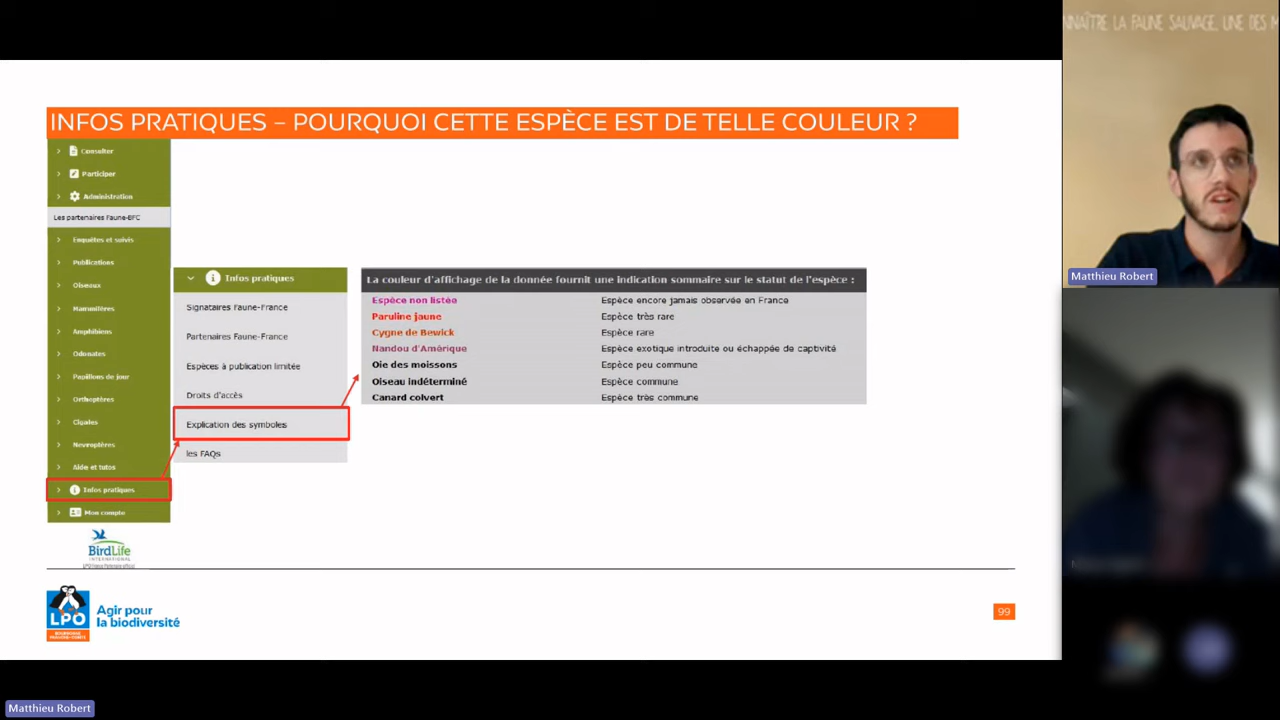 NNAÎTRE LA FAUNE SAUVAGE, UNE DES M
INFOS PRATIQUES – POURQUOI CETTE ESPÈCE EST DE TELLE COULEUR ?
Consulter
Participer
Administration
Les partenaires Faune-BFC
Enquêtes et suivis
Publications
Oiseaux
Mammifères
Amphibiens
Odonates
Papillons de jour
Orthoptères
Cigales
Nevroptères
Aide et tutos
Infos pratiques
Mon compte
Infos pratiques
Signataires Faune-France
Partenaires Faune-France
Espèces à publication limitée
Droits d'accès
Explication des symboles
les FAQs
La couleur d'affichage de la donnée fournit une indication sommaire sur le statut de l'espèce :
Espèce non listée Espèce encore jamais observée en France
Paruline jaune Espèce très rare
Cygne de Bewick Espèce rare
Nandou d'Amérique Espèce exotique introduite ou échappée de captivité
Oie des moissons Espèce peu commune
Oiseau indéterminé Espèce commune
Canard colvert Espèce très commune
BirdLife
INTERNATIONAL
LPO
Agir pour
la biodiversité
99
Matthieu Robert
Matthieu Robert